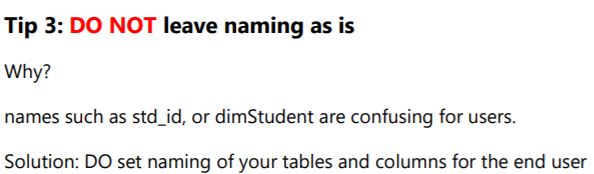 Tip 3: DO NOT leave naming as is
Why?
names such as std_id, or dimStudent are confusing for users.
Solution: DO set naming of your tables and columns for the end user